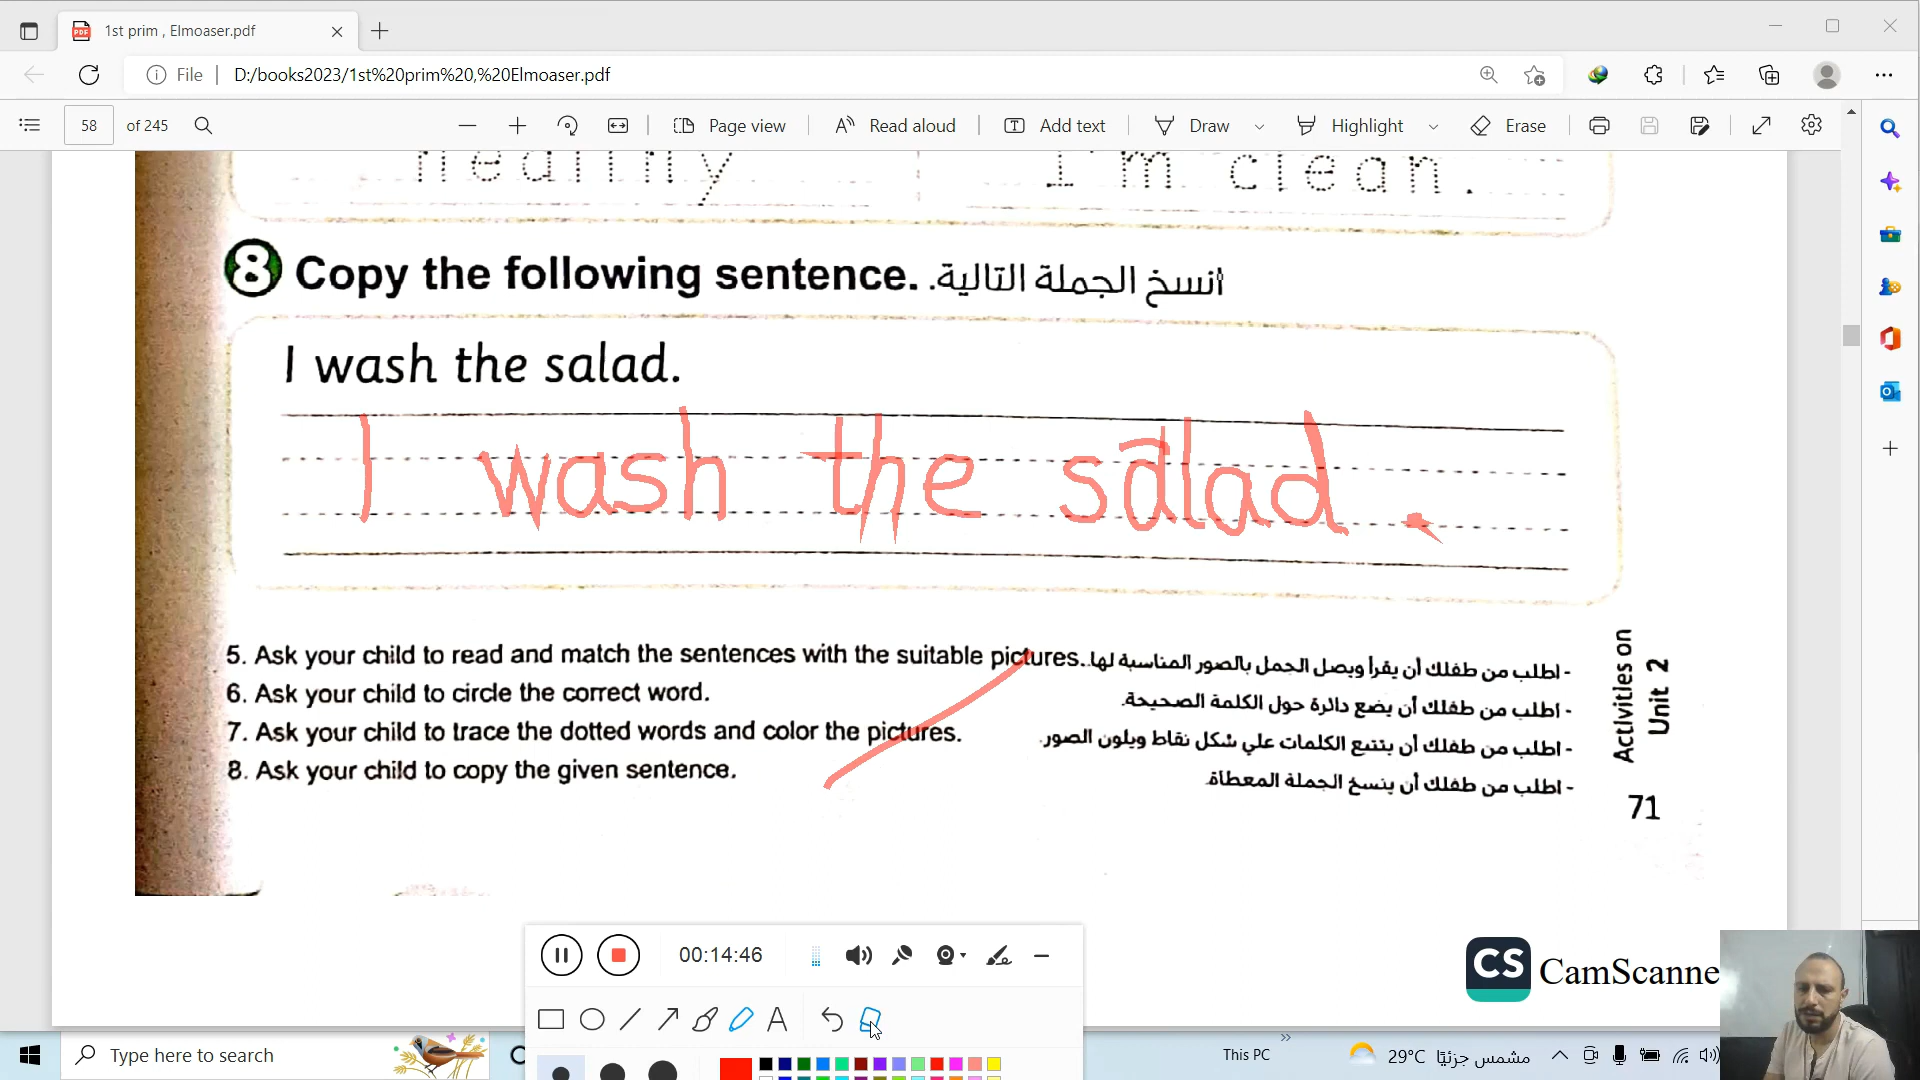 1st prim , Elmoaser.pdf
File
D:/books2023/1st%20prim%20,%20Elmoaser.pdf
58 of 245
Page view
Read aloud
Add text
Draw
Highlight
Erase
healthy
I'm clean.
8 Copy the following sentence. أنسخ الجملة التالية.
I wash the salad.
I wash the salad.
5. Ask your child to read and match the sentences with the suitable pictures.
- اطلب من طفلك أن يقرأ ويصل الجمل بالصور المناسبة لها.
6. Ask your child to circle the correct word.
- اطلب من طفلك أن يضع دائرة حول الكلمة الصحيحة.
7. Ask your child to trace the dotted words and color the pictures.
- اطلب من طفلك أن يتتبع الكلمات علي شكل نقاط ويلون الصور.
8. Ask your child to copy the given sentence.
- اطلب من طفلك أن ينسخ الجملة المعطاة.
Activities on
Unit 2
71
CS CamScanne
00:14:46
Type here to search
This PC
29°C مشمس جزئيًا